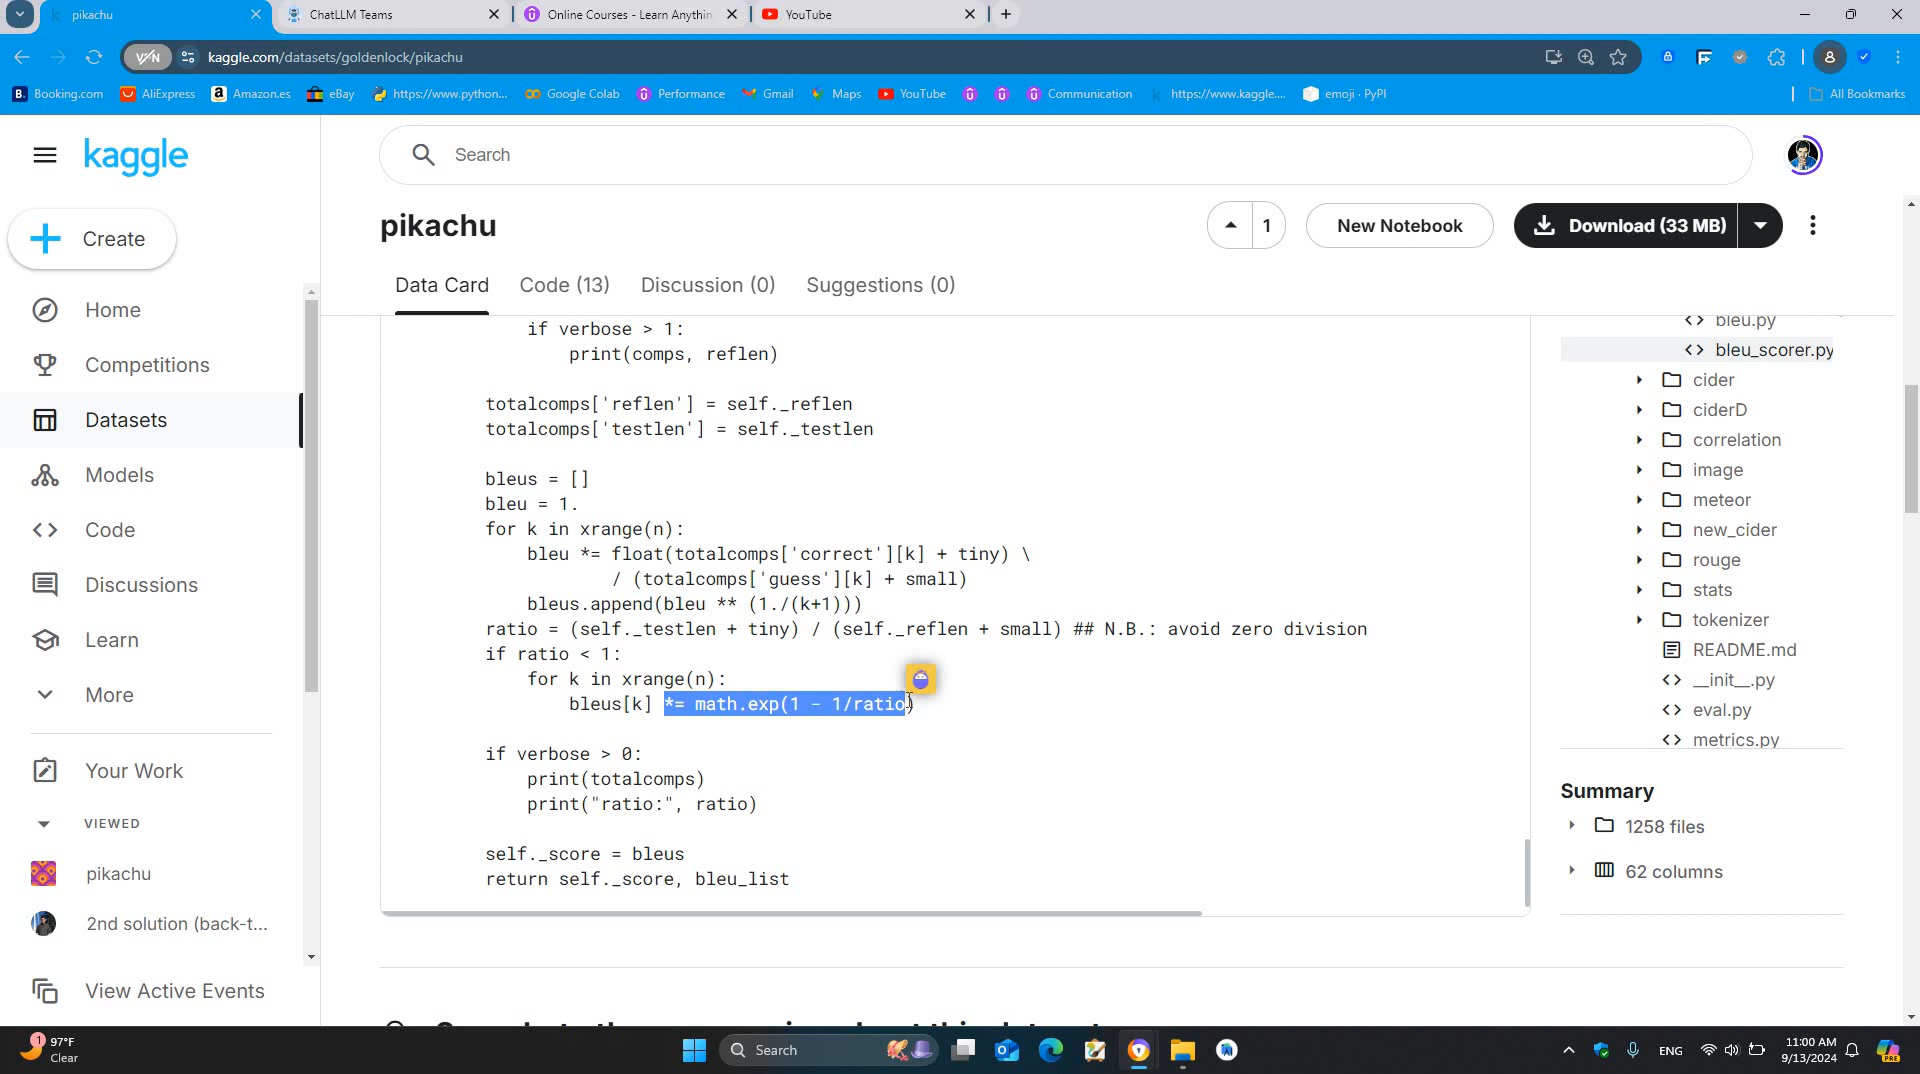 pikachu
ChatLLM Teams
Online Courses - Learn Anythin
YouTube
VPN
kaggle.com/datasets/goldenlock/pikachu
8
B. Booking.com
AliExpress
a Amazon.es
eBay
https://www.python...
Google Colab
Performance
Gmail
Maps
YouTube
Communication
https://www.kaggle....
emoji · PyPI
All Bookmarks
kaggle
Search
Create
pikachu
1
New Notebook
Download (33 MB)
Home
Competitions
Datasets
Models
Code
Discussions
Learn
More
Your Work
VIEWED
pikachu
2nd solution (back-t...
View Active Events
Data Card
Code (13)
Discussion (0)
Suggestions (0)
if verbose > 1:
print(comps, reflen)
totalcomps['reflen'] = self._reflen
totalcomps['testlen'] = self._testlen
bleus = []
bleu = 1.
for k in xrange(n):
bleu *= float(totalcomps['correct'][k] + tiny) \
/ (totalcomps['guess'][k] + small)
bleus.append(bleu ** (1./(k+1)))
ratio = (self._testlen + tiny) / (self._reflen + small) ## N.B.: avoid zero division
if ratio < 1:
for k in xrange(n):
bleus[k] *= math.exp(1 - 1/ratio)
if verbose > 0:
print(totalcomps)
print("ratio:", ratio)
self._score = bleus
return self._score, bleu_list
bleu.py
bleu_scorer.py
cider
ciderD
correlation
image
meteor
new_cider
rouge
stats
tokenizer
README.md
__init__.py
eval.py
metrics.py
Summary
1258 files
62 columns
1
97°F
Clear
Search
ENG
11:00 AM
9/13/2024
PRE